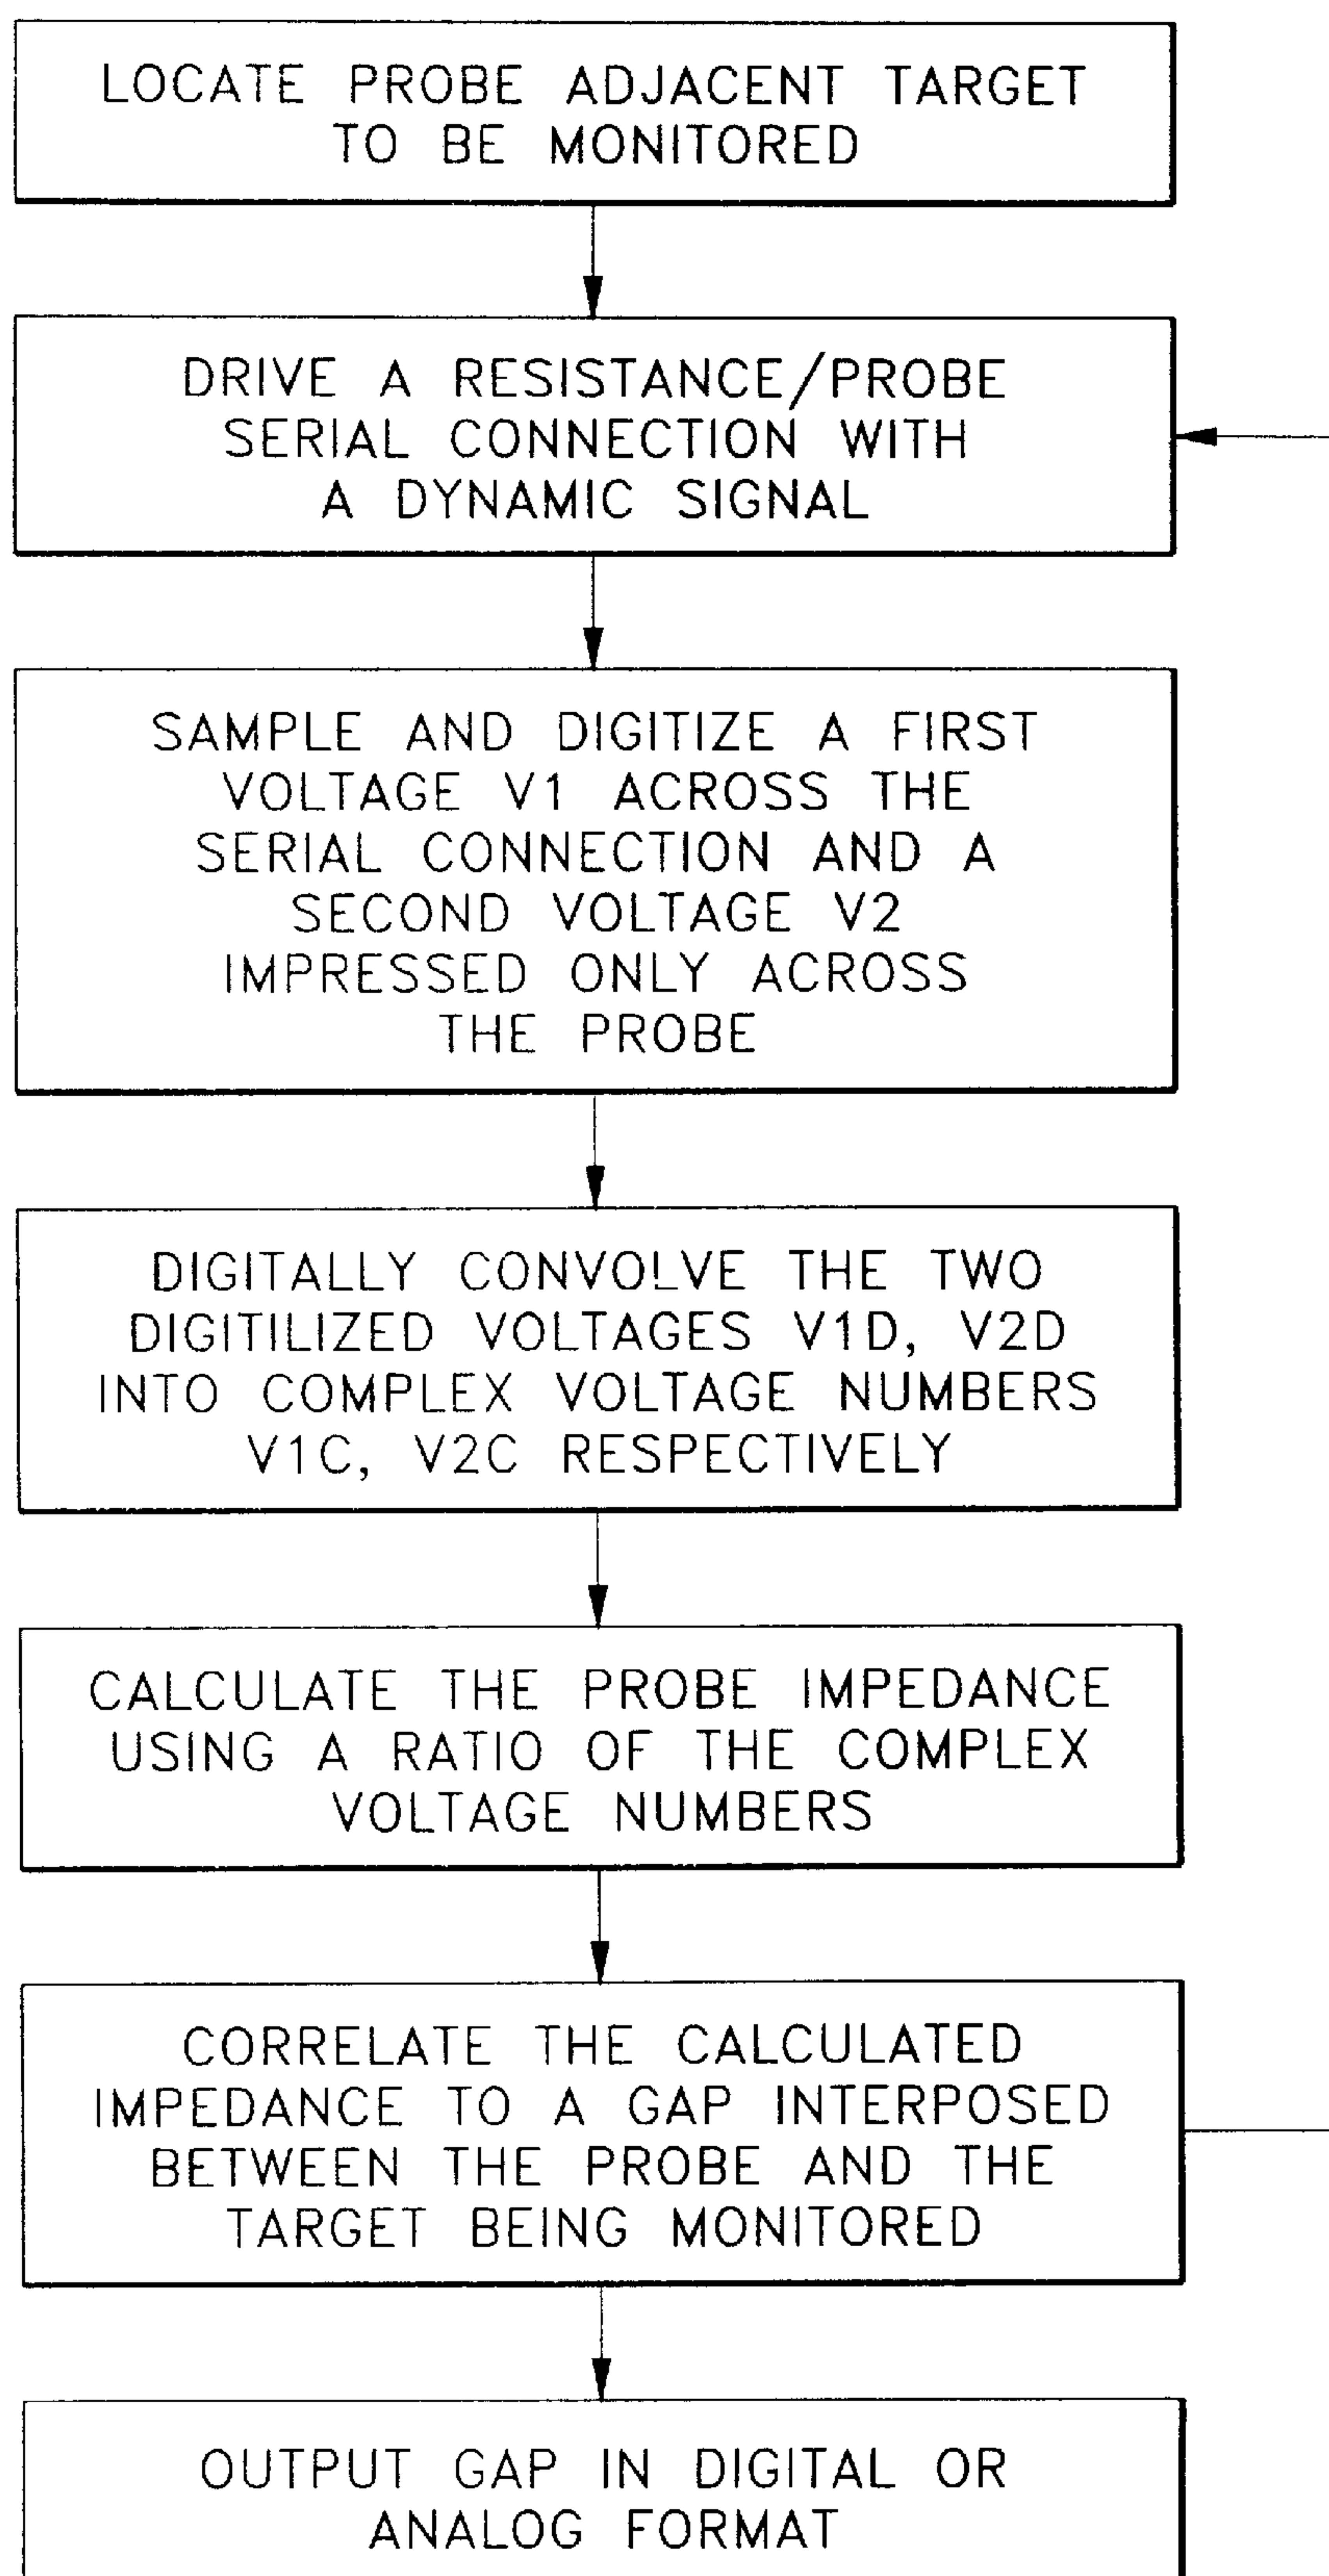 LOCATE PROBE ADJACENT TARGET
TO BE MONITORED
DRIVE A RESISTANCE/PROBE
SERIAL CONNECTION WITH
A DYNAMIC SIGNAL
SAMPLE AND DIGITIZE A FIRST
VOLTAGE V1 ACROSS THE
SERIAL CONNECTION AND A
SECOND VOLTAGE V2
IMPRESSED ONLY ACROSS
THE PROBE
DIGITALLY CONVOLVE THE TWO
DIGITILIZED VOLTAGES V1D, V2D
INTO COMPLEX VOLTAGE NUMBERS
V1C, V2C RESPECTIVELY
CALCULATE THE PROBE IMPEDANCE
USING A RATIO OF THE COMPLEX
VOLTAGE NUMBERS
CORRELATE THE CALCULATED
IMPEDANCE TO A GAP INTERPOSED
BETWEEN THE PROBE AND THE
TARGET BEING MONITORED
OUTPUT GAP IN DIGITAL OR
ANALOG FORMAT